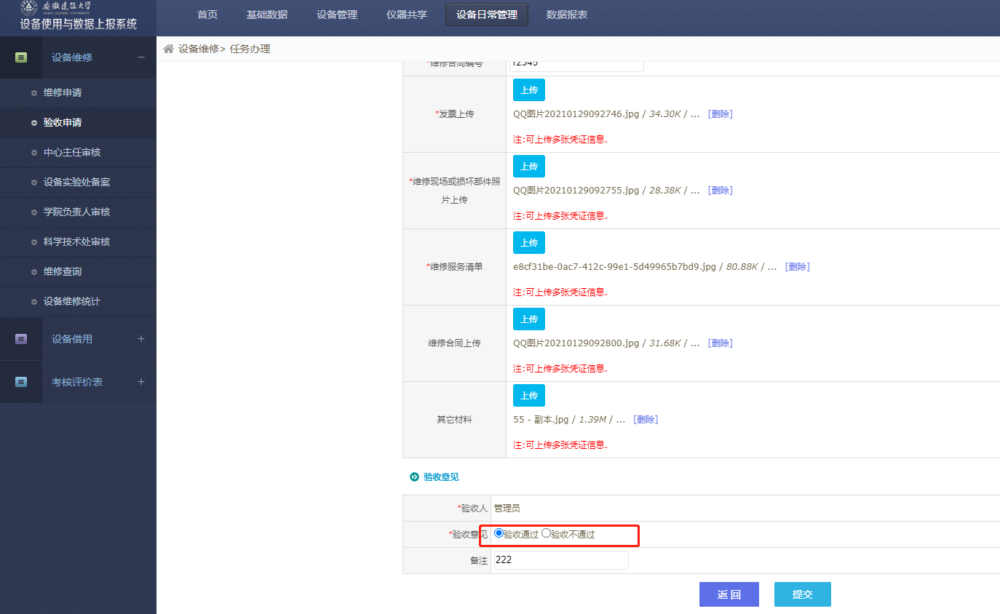 安徽建筑大学
ANHUI JIANZHU UNIVERSITY
设备使用与数据上报系统
首页 基础数据 设备管理 仪器共享 设备日常管理 数据报表
设备维修
维修申请
验收申请
中心主任审核
设备实验处备案
学院负责人审核
科学技术处审核
维修查询
设备维修统计
设备借用
考核评价表
设备维修> 任务办理
*维修合同编号 12345
*发票上传
上传
QQ图片20210129092746.jpg / 34.30K / ... [删除]
注:可上传多张凭证信息.
*维修现场或损坏部件照
片上传
上传
QQ图片20210129092755.jpg / 28.38K / ... [删除]
注:可上传多张凭证信息.
*维修服务清单
上传
e8cf31be-0ac7-412c-99e1-5d49965b7bd9.jpg / 80.88K / ... [删除]
注:可上传多张凭证信息.
维修合同上传
上传
QQ图片20210129092800.jpg / 31.68K / ... [删除]
注:可上传多张凭证信息.
其它材料
上传
55 - 副本.jpg / 1.39M / ... [删除]
注:可上传多张凭证信息.
验收意见
*验收人 管理员
*验收意见 验收通过 验收不通过
备注 222
返 回 提交